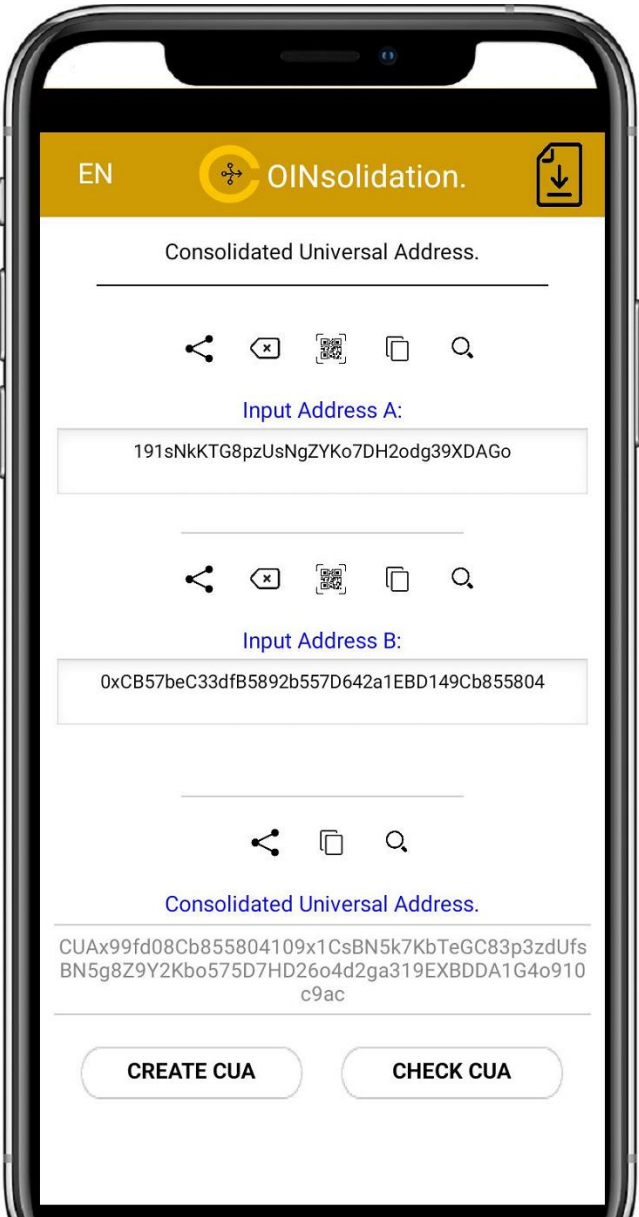 EN
COINsolidation.
Consolidated Universal Address.
Input Address A:
191sNkKTG8pzUsNgZYKo7DH2odg39XDAGo
Input Address B:
0xCB57beC33dfB5892b557D642a1EBD149Cb855804
Consolidated Universal Address.
CUAx99fd08Cb855804109x1CsBN5k7KbTeGC83p3zdUfs
BN5g8Z9Y2Kbo575D7HD26o4d2ga319EXBDDA1G4o910
c9ac
CREATE CUA
CHECK CUA